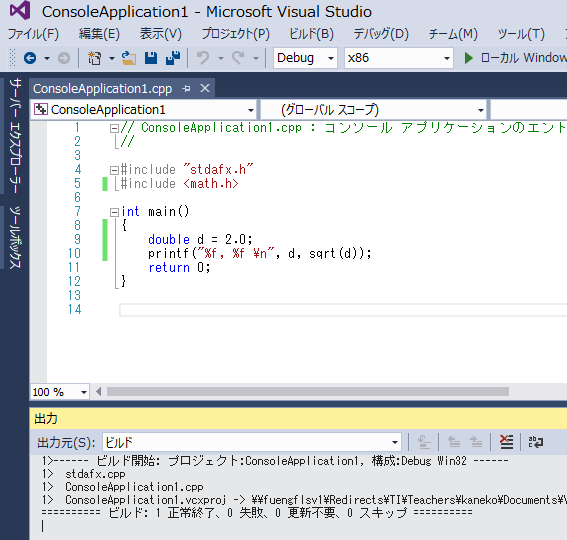 ConsoleApplication1 - Microsoft Visual Studio
ファイル(F) 編集(E) 表示(V) プロジェクト(P) ビルド(B) デバッグ(D) チーム(M) ツール(T)
Debug x86 ローカル Window
サーバー エクスプローラー
ツールボックス
ConsoleApplication1.cpp
ConsoleApplication1 (グローバル スコープ)
1 // ConsoleApplication1.cpp : コンソール アプリケーションのエント
2 //
3
4 #include "stdafx.h"
5 #include <math.h>
6
7 int main()
8 {
9 double d = 2.0;
10 printf("%f, %f ¥n", d, sqrt(d));
11 return 0;
12 }
13
14
100 %
出力
出力元(S): ビルド
1>------ ビルド開始: プロジェクト:ConsoleApplication1, 構成:Debug Win32 ------
1> stdafx.cpp
1> ConsoleApplication1.cpp
1> ConsoleApplication1.vcxproj -> ¥¥fuengflsv1¥Redirects¥TI¥Teachers¥kaneko¥Documents¥
========== ビルド: 1 正常終了、0 失敗、0 更新不要、0 スキップ ==========